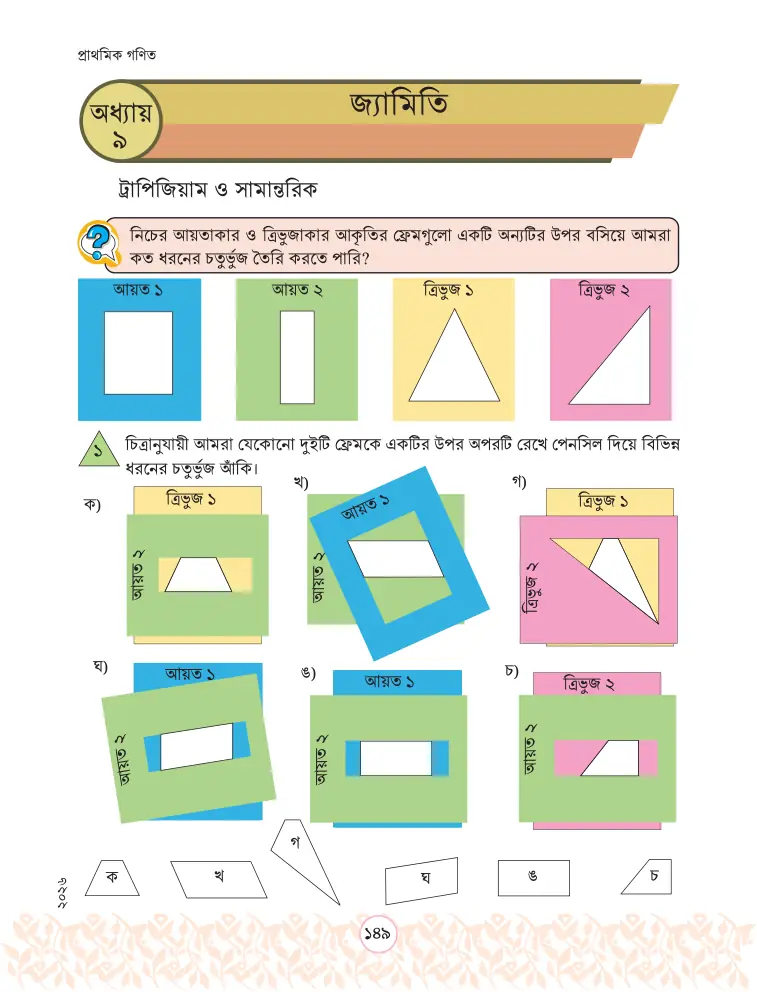 প্রাথমিক গণিত
অধ্যায়
৯
জ্যামিতি
ট্রাপিজিয়াম ও সামান্তরিক
নিচের আয়তাকার ও ত্রিভুজাকার আকৃতির ফ্রেমগুলো একটি অন্যটির উপর বসিয়ে আমরা
কত ধরনের চতুর্ভুজ তৈরি করতে পারি?
আয়ত ১
আয়ত ২
ত্রিভুজ ১
ত্রিভুজ ২
১
চিত্রানুযায়ী আমরা যেকোনো দুইটি ফ্রেমকে একটির উপর অপরটি রেখে পেনসিল দিয়ে বিভিন্ন
ধরনের চতুর্ভুজ আঁকি।
ক)
ত্রিভুজ ১
আয়ত ২
খ)
আয়ত ১
আয়ত ২
গ)
ত্রিভুজ ১
ত্রিভুজ ২
ঘ)
আয়ত ১
আয়ত ২
ঙ)
আয়ত ১
আয়ত ২
চ)
ত্রিভুজ ২
আয়ত ২
ক
খ
গ
ঘ
ঙ
চ
২০২৬
১৪৯